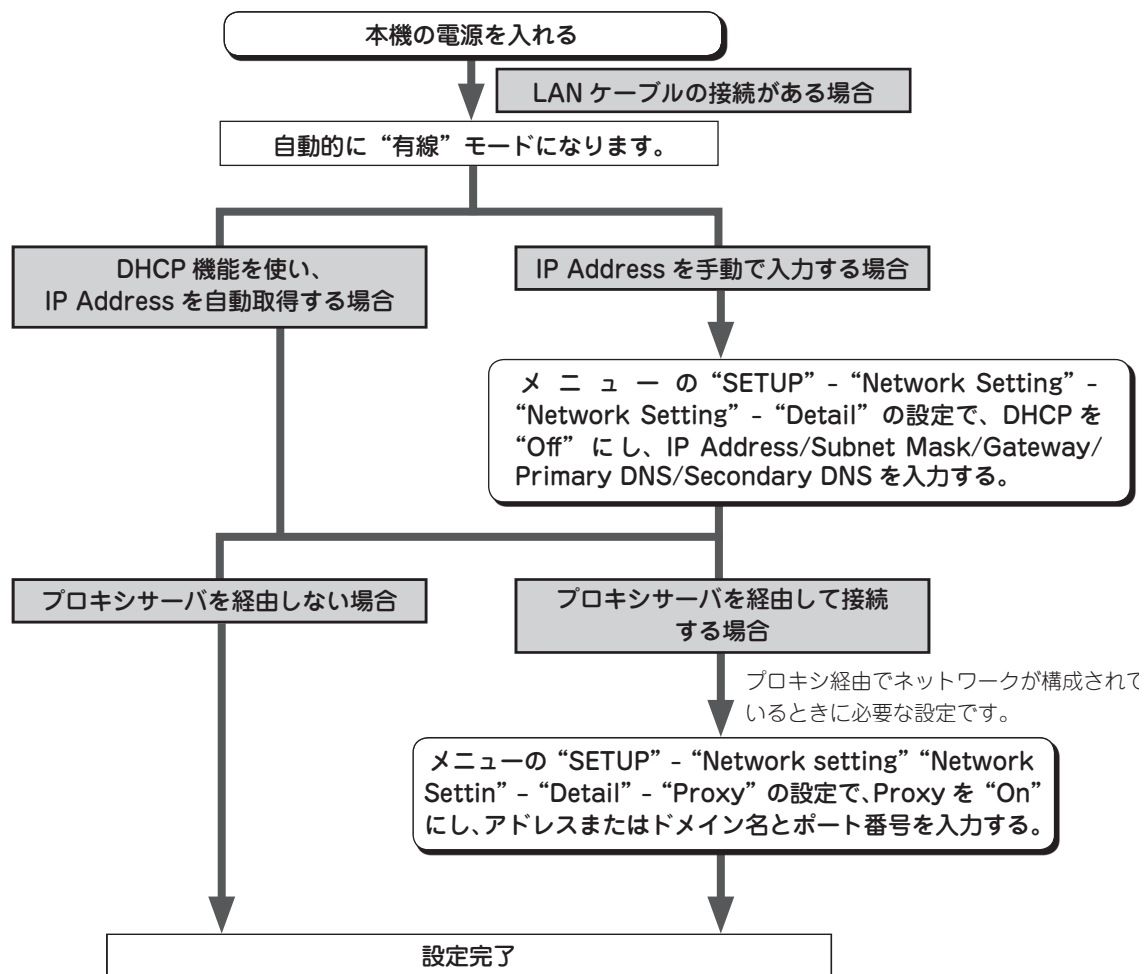 本機の電源を入れる
LAN ケーブルの接続がある場合
自動的に“有線”モードになります。
DHCP 機能を使い、
IP Address を自動取得する場合
IP Address を手動で入力する場合
メニューの“SETUP” – “Network Setting” –
“Network Setting” – “Detail” の設定で、DHCP を
“Off” にし、IP Address/Subnet Mask/Gateway/
Primary DNS/Secondary DNS を入力する。
プロキシサーバを経由しない場合
プロキシサーバを経由して接続
する場合
プロキシ経由でネットワークが構成されて
いるときに必要な設定です。
メニューの“SETUP” – “Network setting” “Network
Settin” – “Detail” – “Proxy” の設定で、Proxy を “On”
にし、アドレスまたはドメイン名とポート番号を入力する。
設定完了